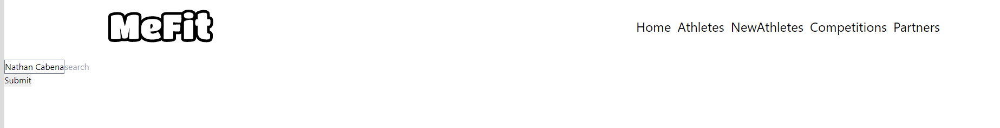 MeFit
Home Athletes NewAthletes Competitions Partners
Nathan Cabena search
Submit